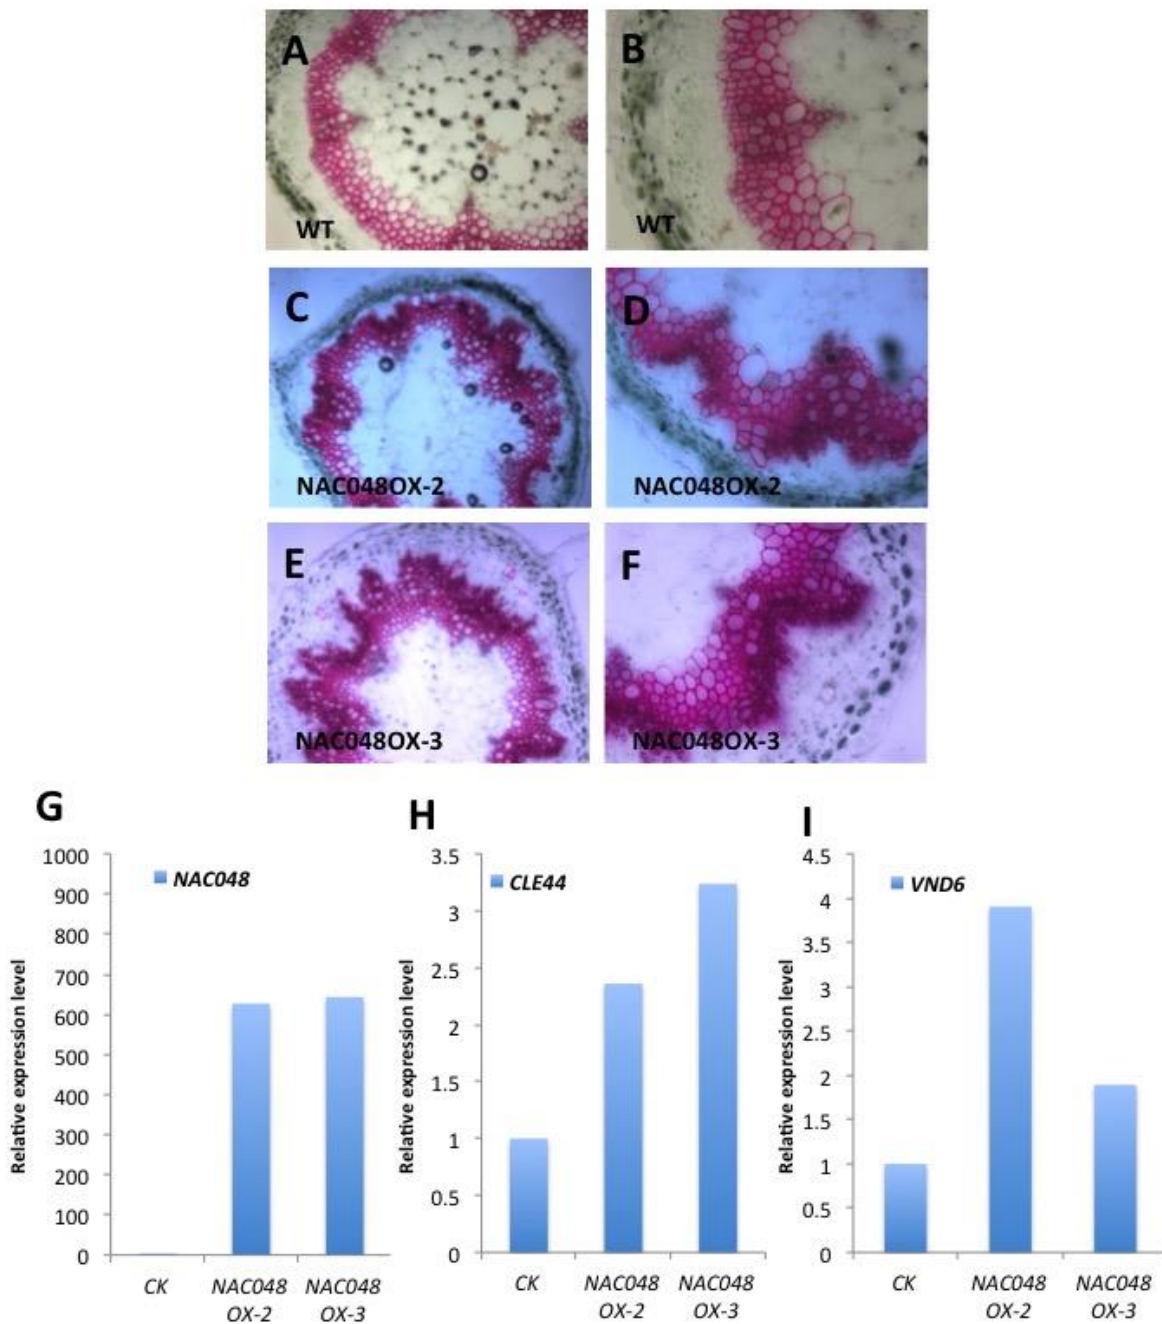 A
WT
B
WT
C
NAC048OX-2
D
NAC048OX-2
E
NAC048OX-3
F
NAC048OX-3
G
NAC048
Relative expression level
1000
900
800
700
600
500
400
300
200
100
0
CK
NAC048
OX-2
NAC048
OX-3
H
CLE44
Relative expression level
3.5
3
2.5
2
1.5
1
0.5
0
CK
NAC048
OX-2
NAC048
OX-3
I
VND6
Relative expression level
4.5
4
3.5
3
2.5
2
1.5
1
0.5
0
CK
NAC048
OX-2
NAC048
OX-3